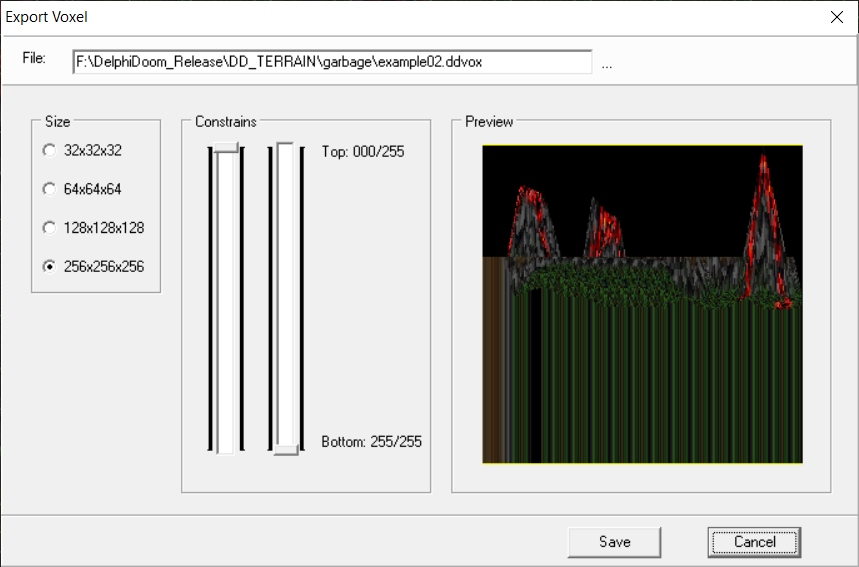 Export Voxel
File:
F:\DelphiDoom_Release\DD_TERRAIN\garbage\example02.ddvox
...
Size
32x32x32
64x64x64
128x128x128
256x256x256
Constrains
Top: 000/255
Bottom: 255/255
Preview
Save
Cancel